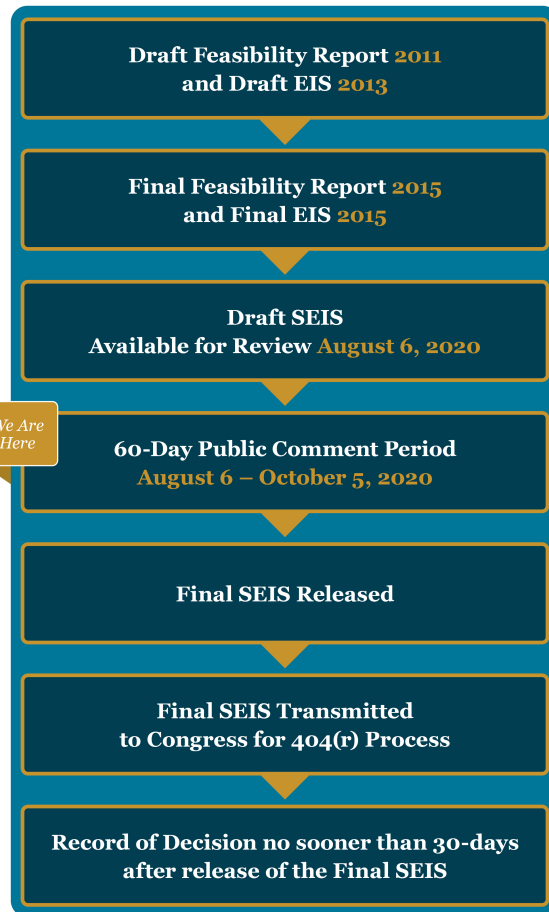 Draft Feasibility Report 2011
and Draft EIS 2013
Final Feasibility Report 2015
and Final EIS 2015
Draft SEIS
Available for Review August 6, 2020
We Are
Here
60-Day Public Comment Period
August 6 – October 5, 2020
Final SEIS Released
Final SEIS Transmitted
to Congress for 404(r) Process
Record of Decision no sooner than 30-days
after release of the Final SEIS